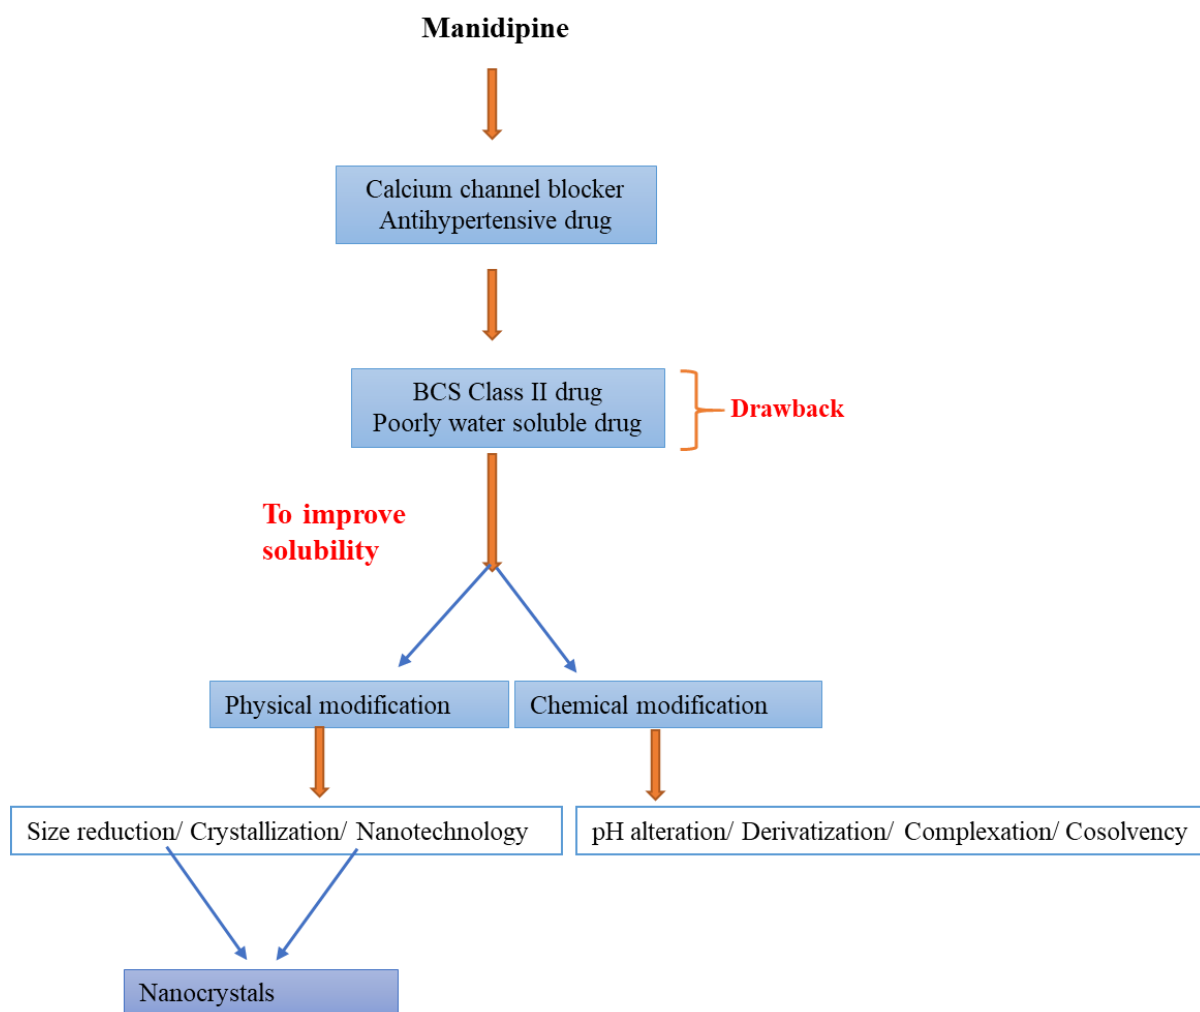 Manidipine
Calcium channel blocker
Antihypertensive drug
BCS Class II drug
Poorly water soluble drug
Drawback
To improve
solubility
Physical modification
Chemical modification
Size reduction/ Crystallization/ Nanotechnology
pH alteration/ Derivatization/ Complexation/ Cosolvency
Nanocrystals